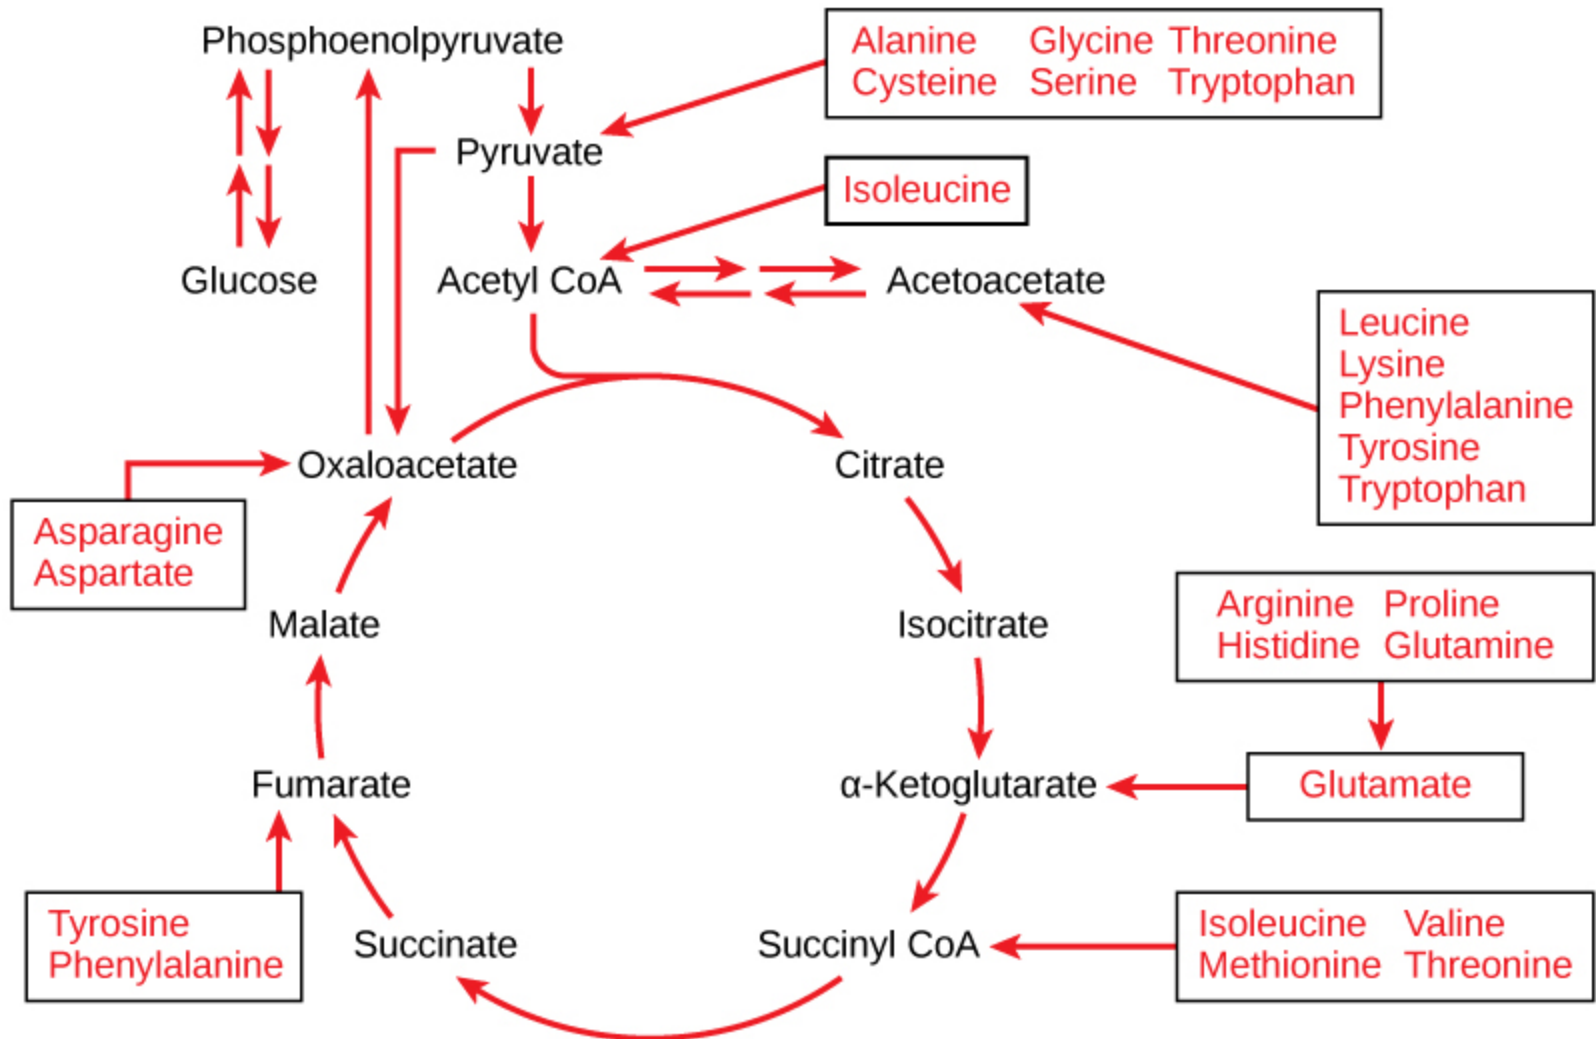 Phosphoenolpyruvate
Alanine Glycine Threonine
Cysteine Serine Tryptophan
Pyruvate
Isoleucine
Glucose
Acetyl CoA
Acetoacetate
Leucine
Lysine
Phenylalanine
Tyrosine
Tryptophan
Oxaloacetate
Citrate
Asparagine
Aspartate
Malate
Isocitrate
Arginine Proline
Histidine Glutamine
Fumarate
α-Ketoglutarate
Glutamate
Tyrosine
Phenylalanine
Succinate
Succinyl CoA
Isoleucine Valine
Methionine Threonine